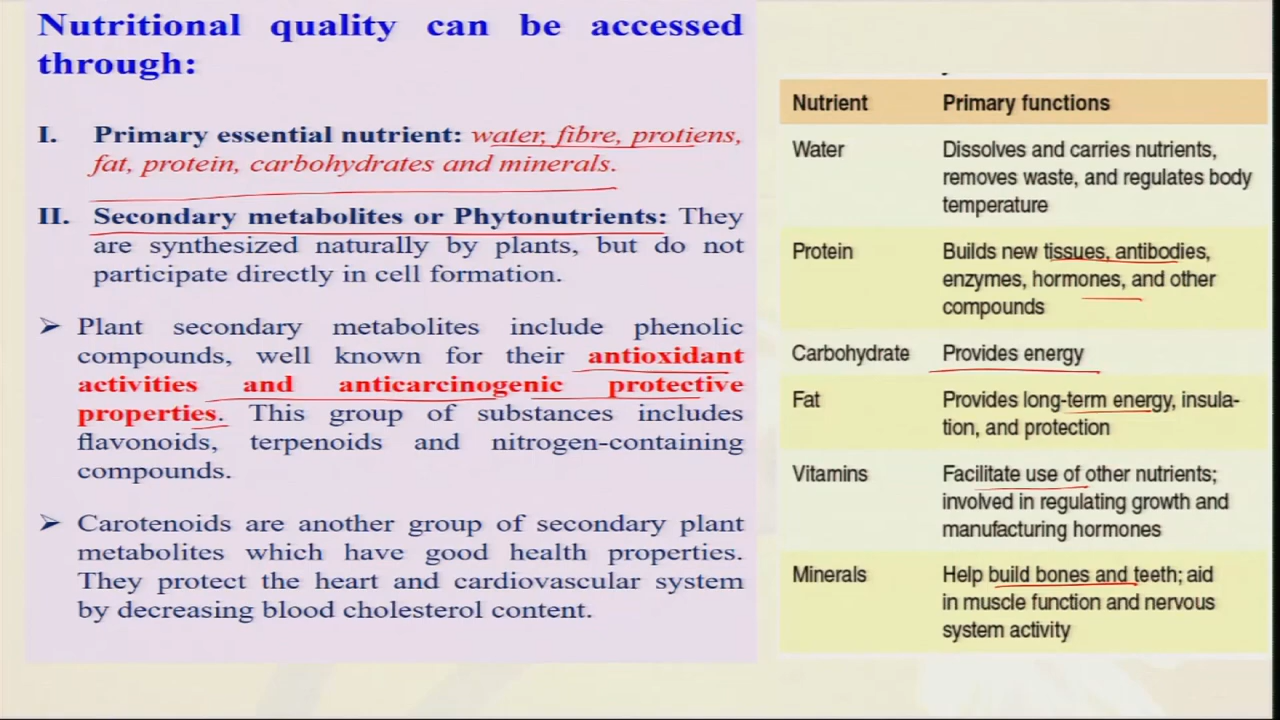 Nutritional quality can be accessed
through:
I. Primary essential nutrient: water, fibre, protiens,
fat, protein, carbohydrates and minerals.
II. Secondary metabolites or Phytonutrients: They
are synthesized naturally by plants, but do not
participate directly in cell formation.
➢ Plant secondary metabolites include phenolic
compounds, well known for their antioxidant
activities and anticarcinogenic protective
properties. This group of substances includes
flavonoids, terpenoids and nitrogen-containing
compounds.
➢ Carotenoids are another group of secondary plant
metabolites which have good health properties.
They protect the heart and cardiovascular system
by decreasing blood cholesterol content.
Nutrient Primary functions
Water Dissolves and carries nutrients,
removes waste, and regulates body
temperature
Protein Builds new tissues, antibodies,
enzymes, hormones, and other
compounds
Carbohydrate Provides energy
Fat Provides long-term energy, insula-
tion, and protection
Vitamins Facilitate use of other nutrients;
involved in regulating growth and
manufacturing hormones
Minerals Help build bones and teeth; aid
in muscle function and nervous
system activity